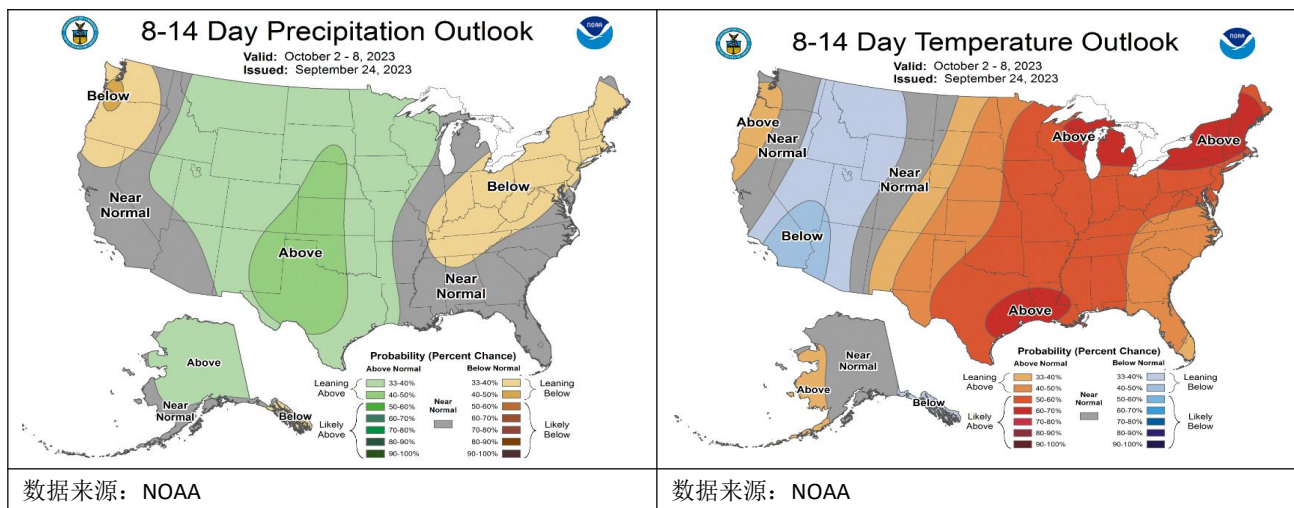 8-14 Day Precipitation Outlook
Valid: October 2 - 8, 2023
Issued: September 24, 2023
NOAA
Below
Near
Normal
Above
Below
Near
Normal
Above
Near
Normal
Below
Probability (Percent Chance)
Above Normal
Below Normal
Leaning
Above
33-40%
40-50%
Likely
Above
50-60%
60-70%
70-80%
80-90%
90-100%
Near
Normal
33-40%
40-50%
Leaning
Below
50-60%
60-70%
70-80%
80-90%
90-100%
Likely
Below
数据来源：NOAA
8-14 Day Temperature Outlook
Valid: October 2 - 8, 2023
Issued: September 24, 2023
NOAA
Above
Near
Normal
Below
Near
Normal
Above
Above
Above
Near
Normal
Above
Below
Probability (Percent Chance)
Above Normal
Below Normal
Leaning
Above
33-40%
40-50%
Likely
Above
50-60%
60-70%
70-80%
80-90%
90-100%
Near
Normal
33-40%
40-50%
Leaning
Below
50-60%
60-70%
70-80%
80-90%
90-100%
Likely
Below
数据来源：NOAA